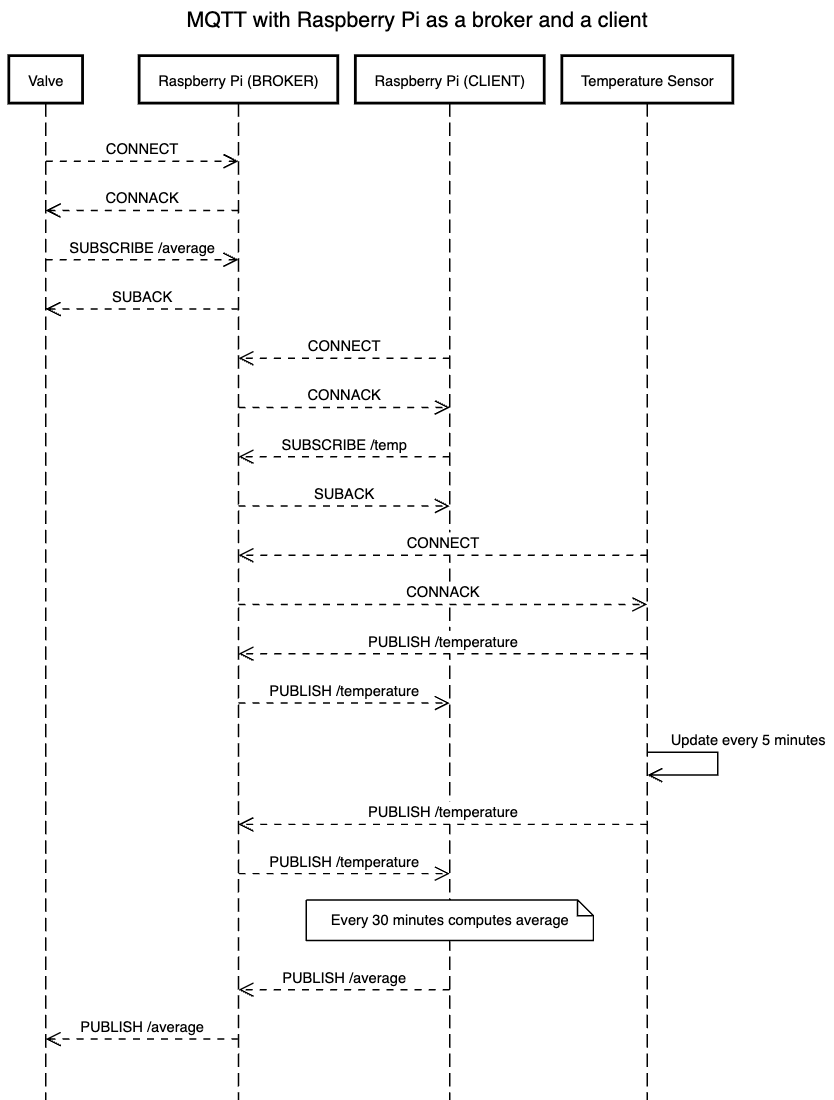 MQTT with Raspberry Pi as a broker and a client
Valve
Raspberry Pi (BROKER)
Raspberry Pi (CLIENT)
Temperature Sensor
CONNECT
CONNACK
SUBSCRIBE /average
SUBACK
CONNECT
CONNACK
SUBSCRIBE /temp
SUBACK
CONNECT
CONNACK
PUBLISH /temperature
PUBLISH /temperature
Update every 5 minutes
PUBLISH /temperature
PUBLISH /temperature
Every 30 minutes computes average
PUBLISH /average
PUBLISH /average